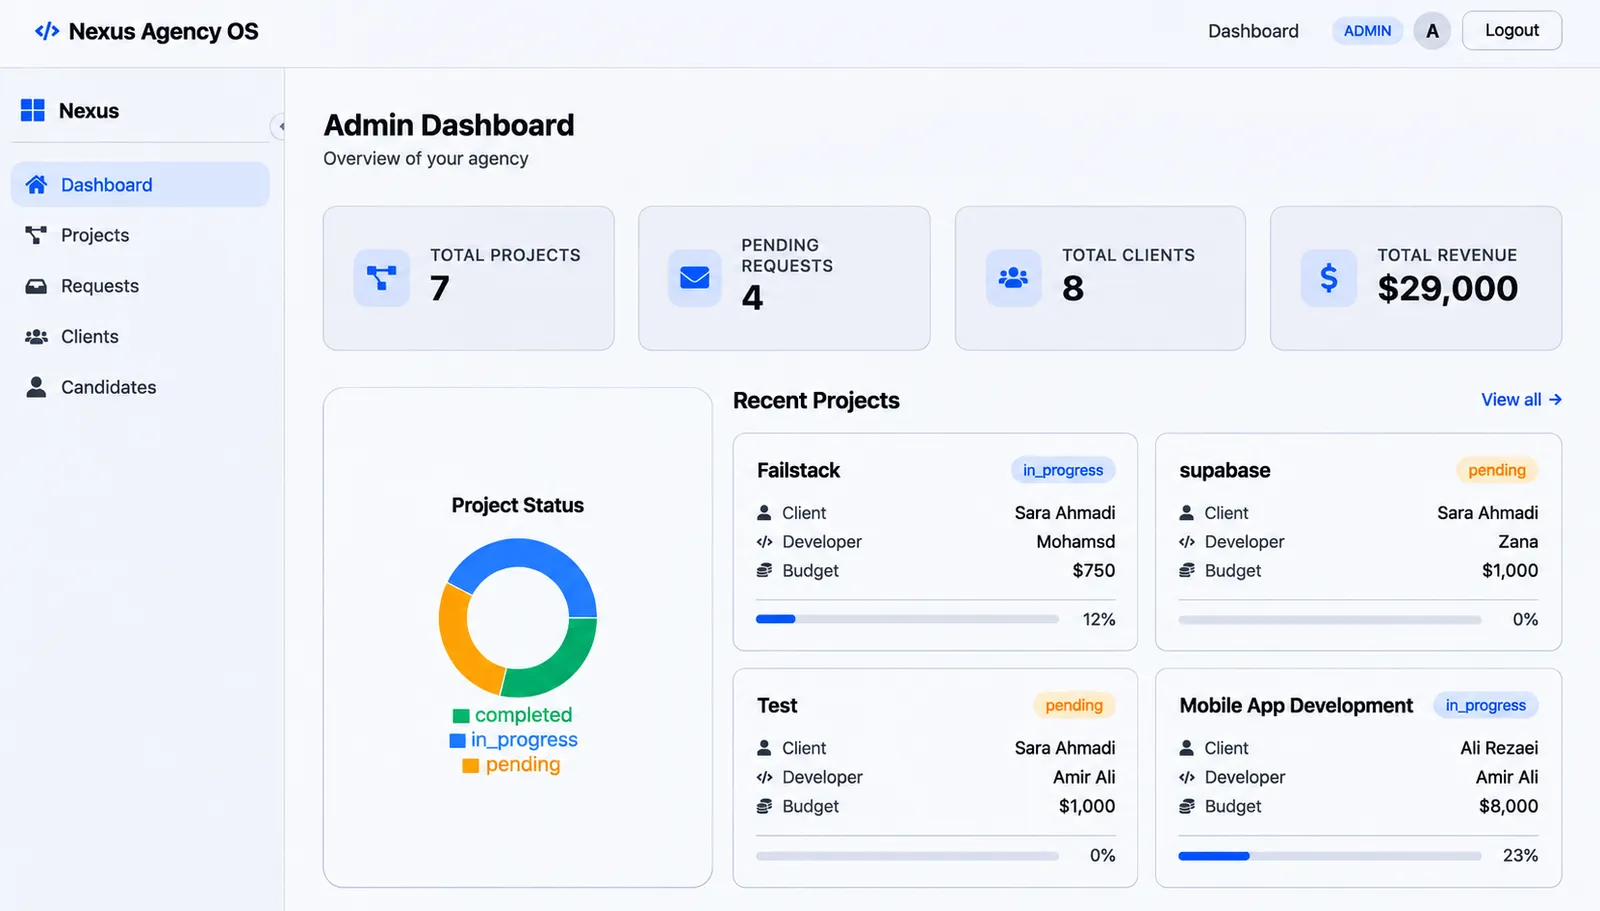 Nexus Agency OS
Dashboard
ADMIN
A
Logout
Nexus
Dashboard
Projects
Requests
Clients
Candidates
Admin Dashboard
Overview of your agency
TOTAL PROJECTS
7
PENDING
REQUESTS
4
TOTAL CLIENTS
8
TOTAL REVENUE
$29,000
Project Status
completed
in_progress
pending
Recent Projects
View all →
Failstack
in_progress
Client Sara Ahmadi
Developer Mohamsd
Budget $750
12%
supabase
pending
Client Sara Ahmadi
Developer Zana
Budget $1,000
0%
Test
pending
Client Sara Ahmadi
Developer Amir Ali
Budget $1,000
0%
Mobile App Development
in_progress
Client Ali Rezaei
Developer Amir Ali
Budget $8,000
23%